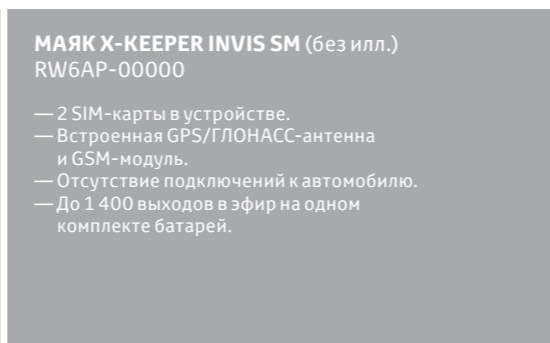 МАЯК X-KEEPER INVIS SM (без илл.)
RW6AP-00000
— 2 SIM-карты в устройстве.
— Встроенная GPS/ГЛОНАСС-антенна
и GSM-модуль.
— Отсутствие подключений к автомобилю.
— До 1 400 выходов в эфир на одном
комплекте батарей.